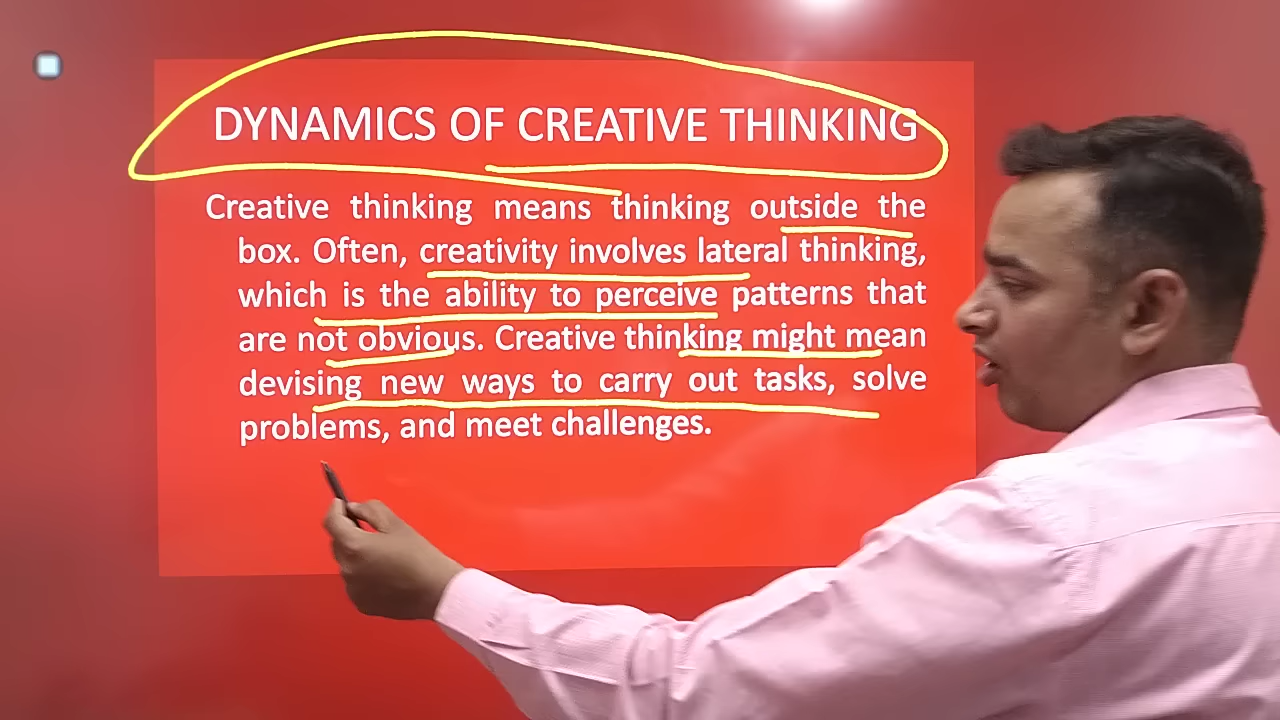 DYNAMICS OF CREATIVE THINKING
Creative thinking means thinking outside the
box. Often, creativity involves lateral thinking,
which is the ability to perceive patterns that
are not obvious. Creative thinking might mean
devising new ways to carry out tasks, solve
problems, and meet challenges.